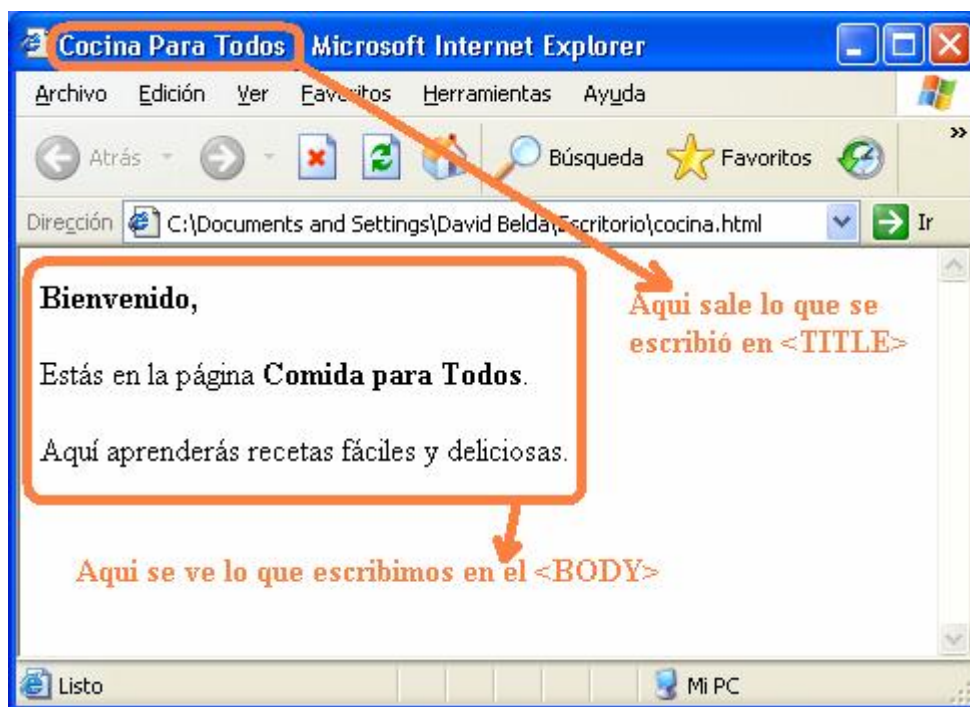 Cocina Para Todos - Microsoft Internet Explorer
Archivo Edición Ver Favoritos Herramientas Ayuda
Atrás Búsqueda Favoritos »
Dirección C:\Documents and Settings\David Belda\Escritorio\cocina.html Ir
Bienvenido,
Estás en la página Comida para Todos.
Aquí aprenderás recetas fáciles y deliciosas.
Aqui sale lo que se
escribió en <TITLE>
Aqui se ve lo que escribimos en el <BODY>
Listo Mi PC